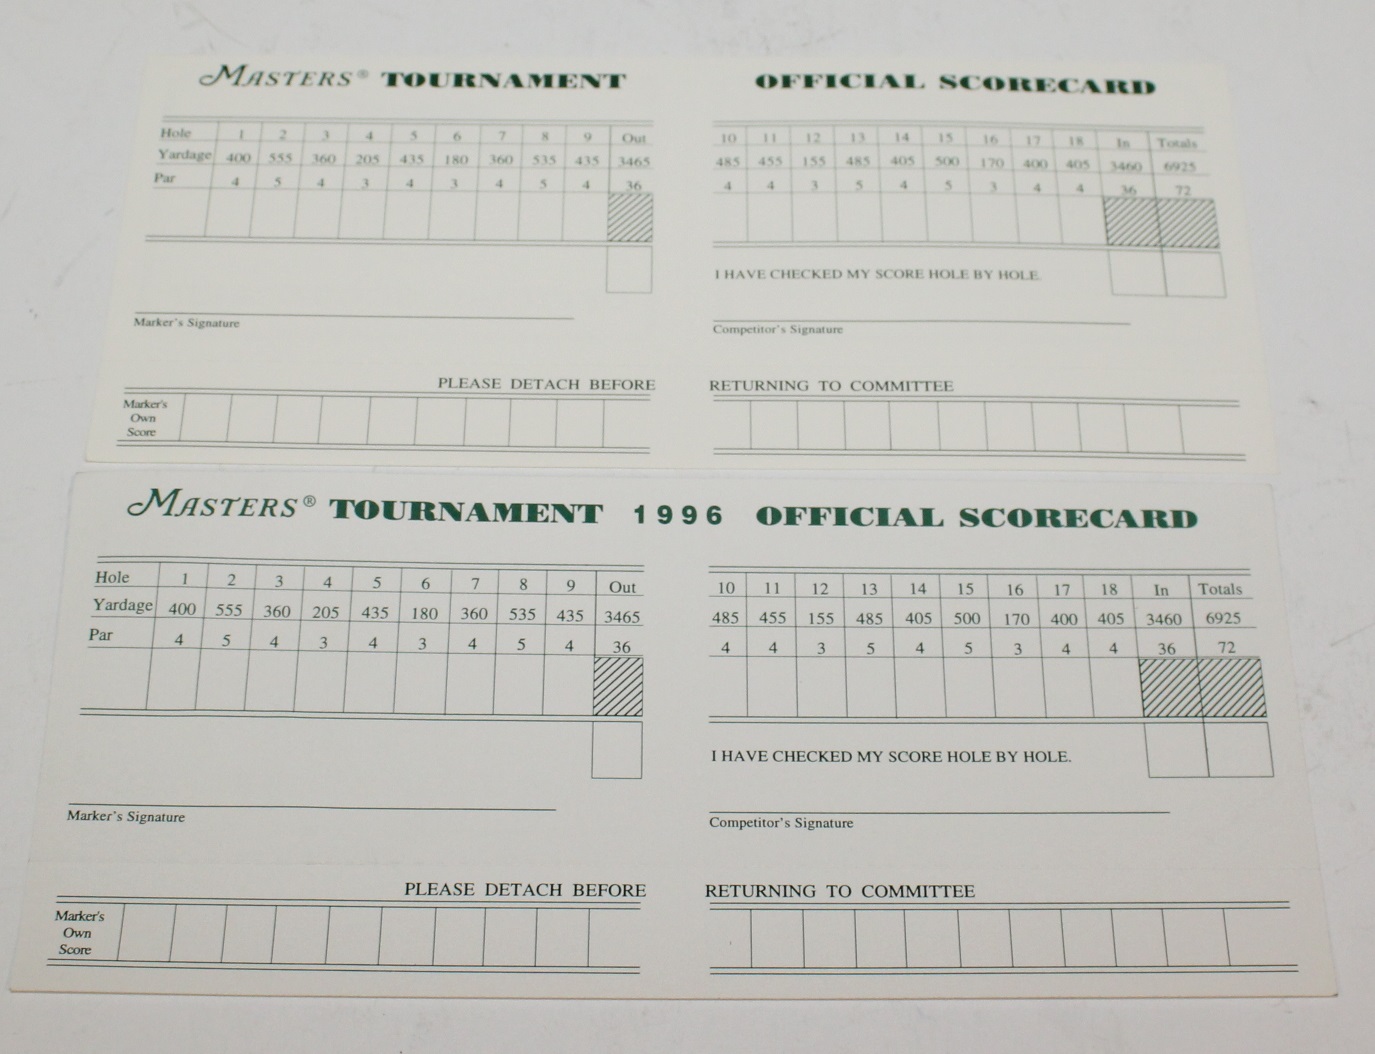 Masters® TOURNAMENT OFFICIAL SCORECARD
Hole 1 2 3 4 5 6 7 8 9 Out 10 11 12 13 14 15 16 17 18 In Totals
Yardage 400 555 360 205 435 180 360 535 435 3465 485 455 155 485 405 500 170 400 405 3460 6925
Par 4 5 4 3 4 3 4 5 4 36 4 4 3 5 4 5 3 4 4 36 72
I HAVE CHECKED MY SCORE HOLE BY HOLE.
Marker's Signature Competitor's Signature
PLEASE DETACH BEFORE RETURNING TO COMMITTEE
Marker's
Own
Score
Masters® TOURNAMENT 1996 OFFICIAL SCORECARD
Hole 1 2 3 4 5 6 7 8 9 Out 10 11 12 13 14 15 16 17 18 In Totals
Yardage 400 555 360 205 435 180 360 535 435 3465 485 455 155 485 405 500 170 400 405 3460 6925
Par 4 5 4 3 4 3 4 5 4 36 4 4 3 5 4 5 3 4 4 36 72
I HAVE CHECKED MY SCORE HOLE BY HOLE.
Marker's Signature Competitor's Signature
PLEASE DETACH BEFORE RETURNING TO COMMITTEE
Marker's
Own
Score